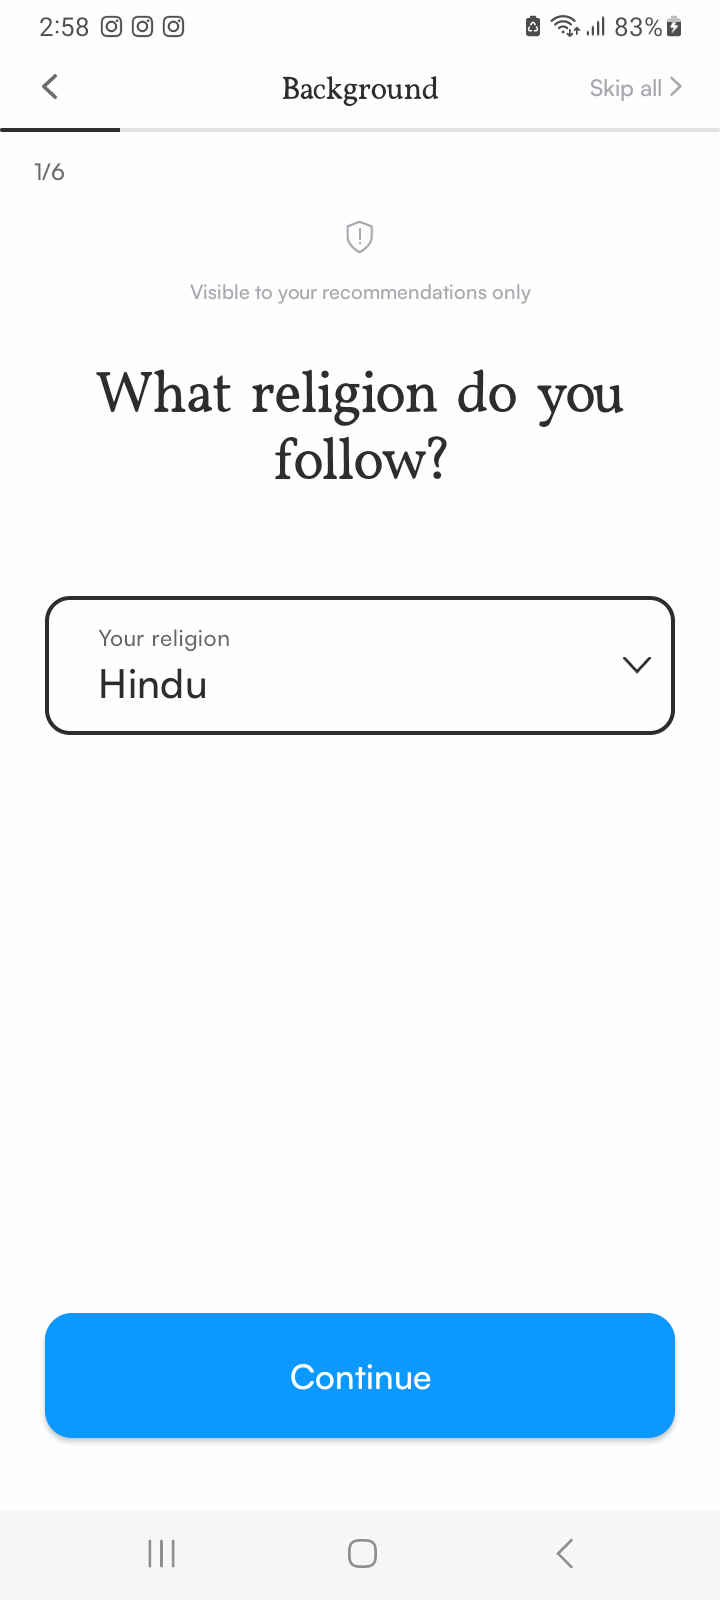 2:58 83%
Background Skip all
1/6
Visible to your recommendations only
What religion do you
follow?
Your religion
Hindu
Continue